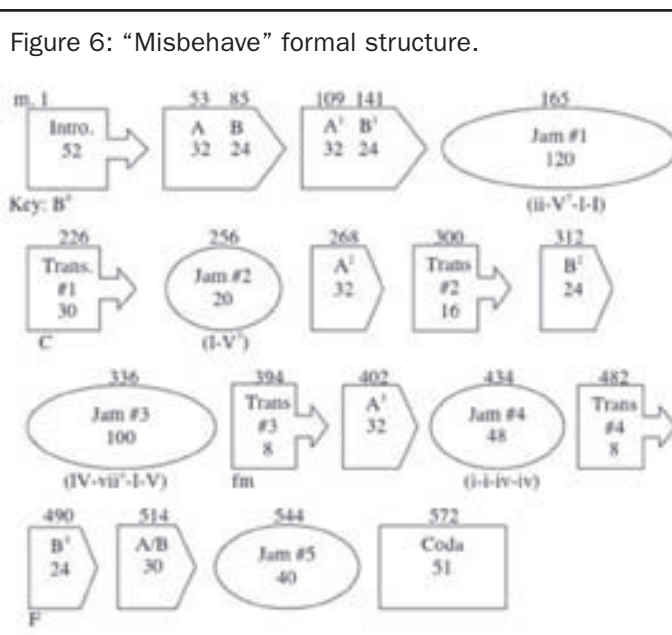 Figure 6: “Misbehave” formal structure.
m. 1 53 85 109 141 165
Intro. A B A¹ B¹ Jam #1
52 32 24 32 24 120
Key: B♭ (ii-V⁷-I-I)
226 256 268 300 312
Trans. Jam #2 A² Trans B²
#1 20 32 #2 24
30 16
C (I-V⁷)
336 394 402 434 482
Jam #3 Trans A³ Jam #4 Trans
100 #3 32 48 #4
8 8
(IV-vii°-I-V) fm (i-i-iv-iv)
490 514 544 572
B³ A/B Jam #5 Coda
24 30 40 51
F